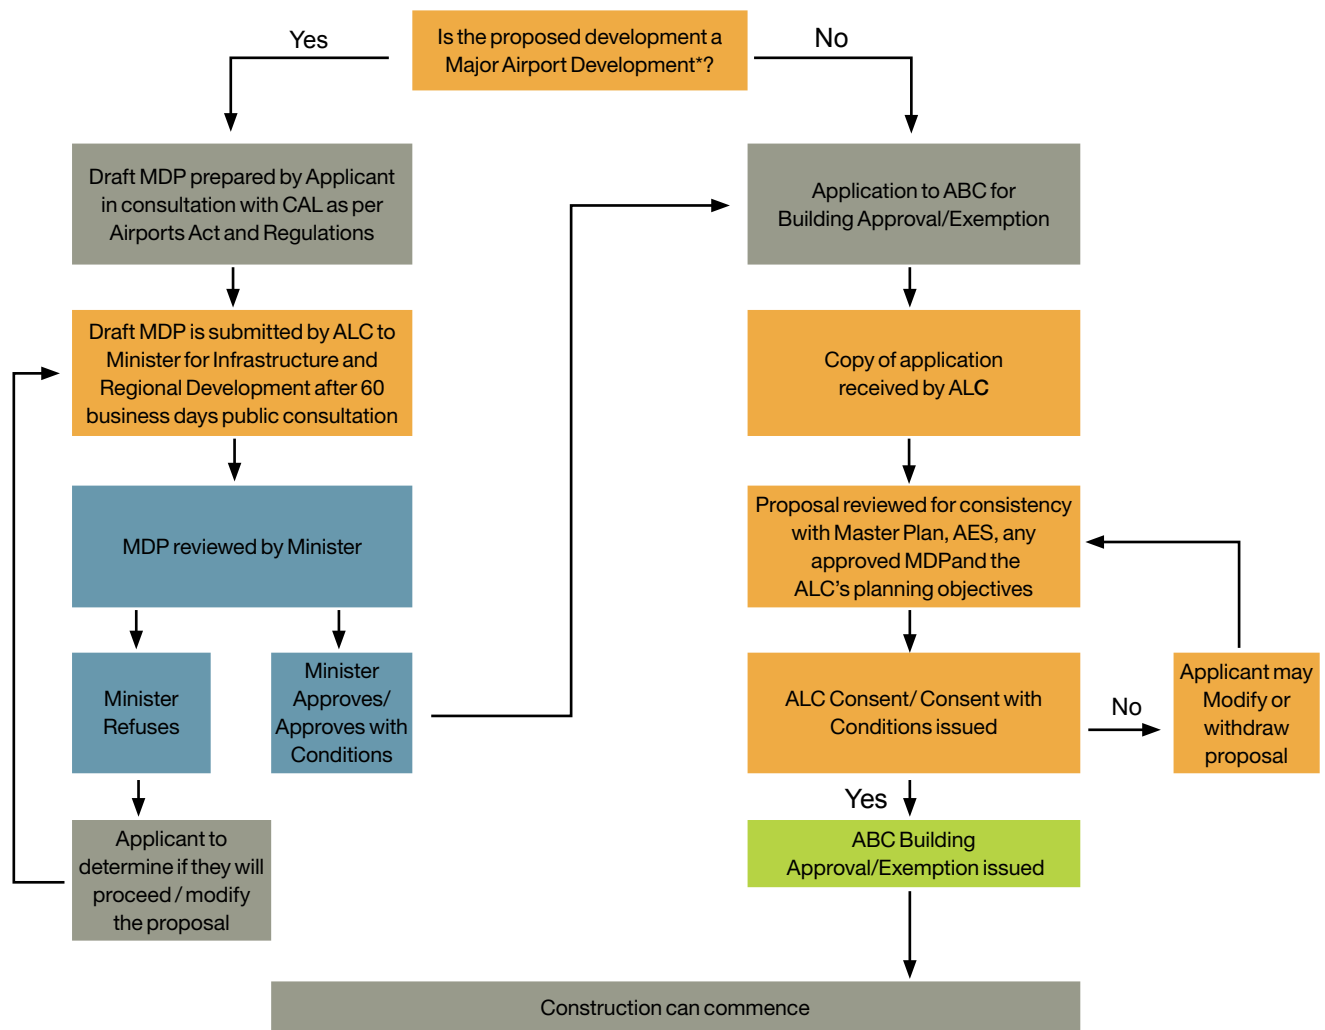 Is the proposed development a
Major Airport Development*?
Yes
No
Draft MDP prepared by Applicant
in consultation with CAL as per
Airports Act and Regulations
Application to ABC for
Building Approval/Exemption
Draft MDP is submitted by ALC to
Minister for Infrastructure and
Regional Development after 60
business days public consultation
Copy of application
received by ALC
MDP reviewed by Minister
Proposal reviewed for consistency
with Master Plan, AES, any
approved MDPand the
ALC’s planning objectives
Minister
Refuses
Minister
Approves/
Approves with
Conditions
ALC Consent/ Consent with
Conditions issued
No
Applicant may
Modify or
withdraw
proposal
Yes
Applicant to
determine if they will
proceed / modify
the proposal
ABC Building
Approval/Exemption issued
Construction can commence